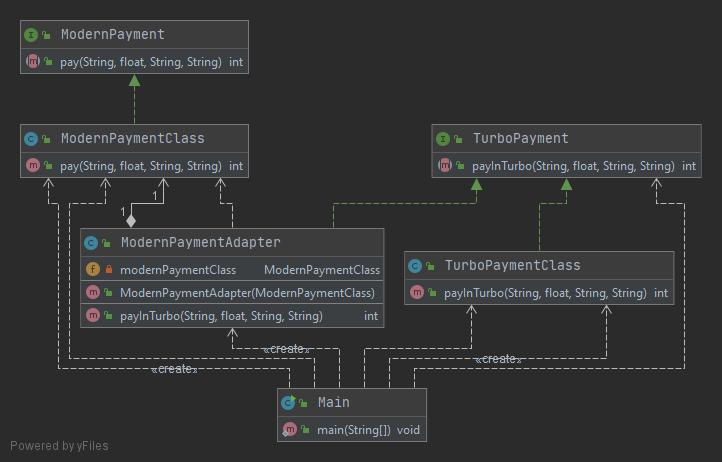 ModernPayment
pay(String, float, String, String) int
ModernPaymentClass
pay(String, float, String, String) int
TurboPayment
payInTurbo(String, float, String, String) int
1
1
ModernPaymentAdapter
modernPaymentClass ModernPaymentClass
ModernPaymentAdapter(ModernPaymentClass)
payInTurbo(String, float, String, String) int
TurboPaymentClass
payInTurbo(String, float, String, String) int
«create»
«create»
«create»
Main
main(String[]) void
Powered by yFiles